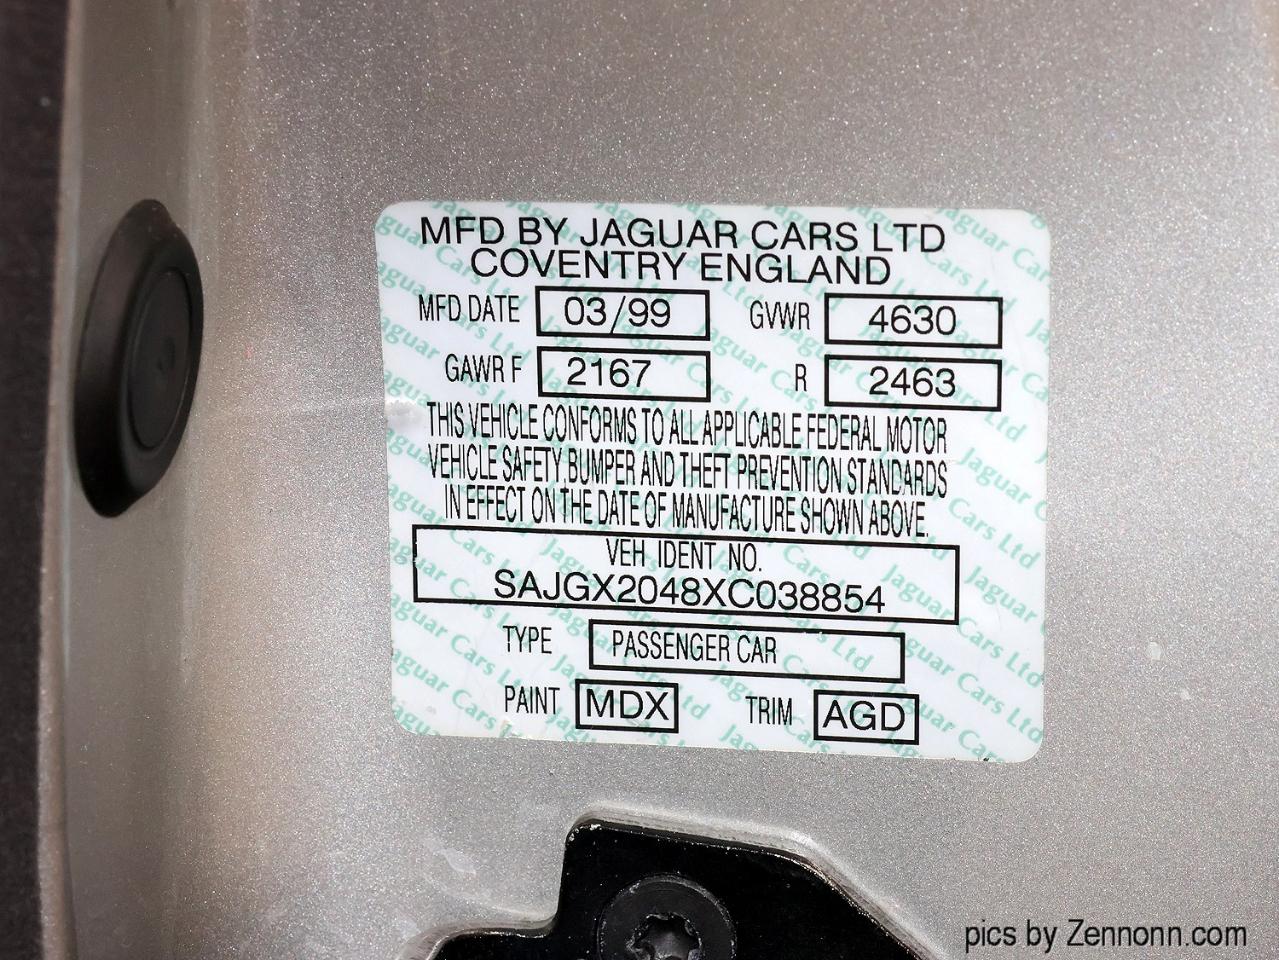 MFD BY JAGUAR CARS LTD
COVENTRY ENGLAND
MFD DATE 03/99 GVWR 4630
GAWR F 2167 R 2463
THIS VEHICLE CONFORMS TO ALL APPLICABLE FEDERAL MOTOR
VEHICLE SAFETY,BUMPER AND THEFT PREVENTION STANDARDS
IN EFFECT ON THE DATE OF MANUFACTURE SHOWN ABOVE.
VEH IDENT NO.
SAJGX2048XC038854
TYPE PASSENGER CAR
PAINT MDX TRIM AGD
pics by Zennonn.com